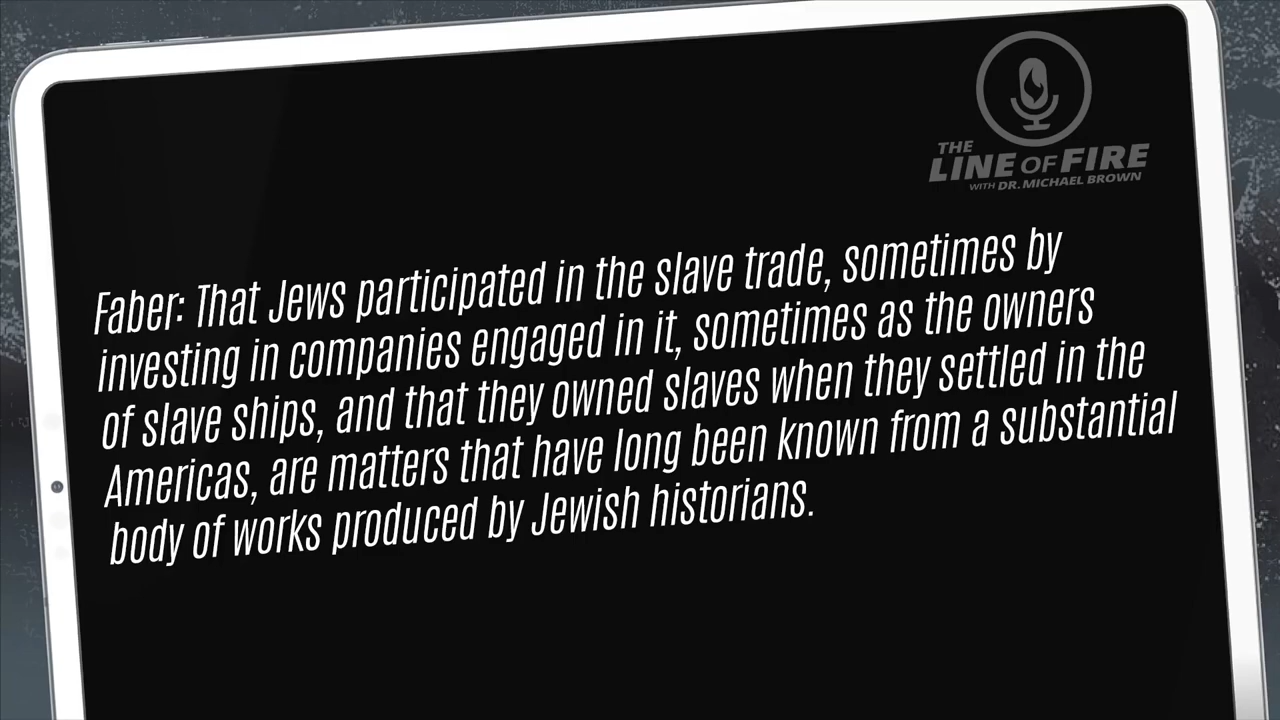 THE
LINE OF FIRE
WITH DR. MICHAEL BROWN
Faber: That Jews participated in the slave trade, sometimes by
investing in companies engaged in it, sometimes as the owners
of slave ships, and that they owned slaves when they settled in the
Americas, are matters that have long been known from a substantial
body of works produced by Jewish historians.